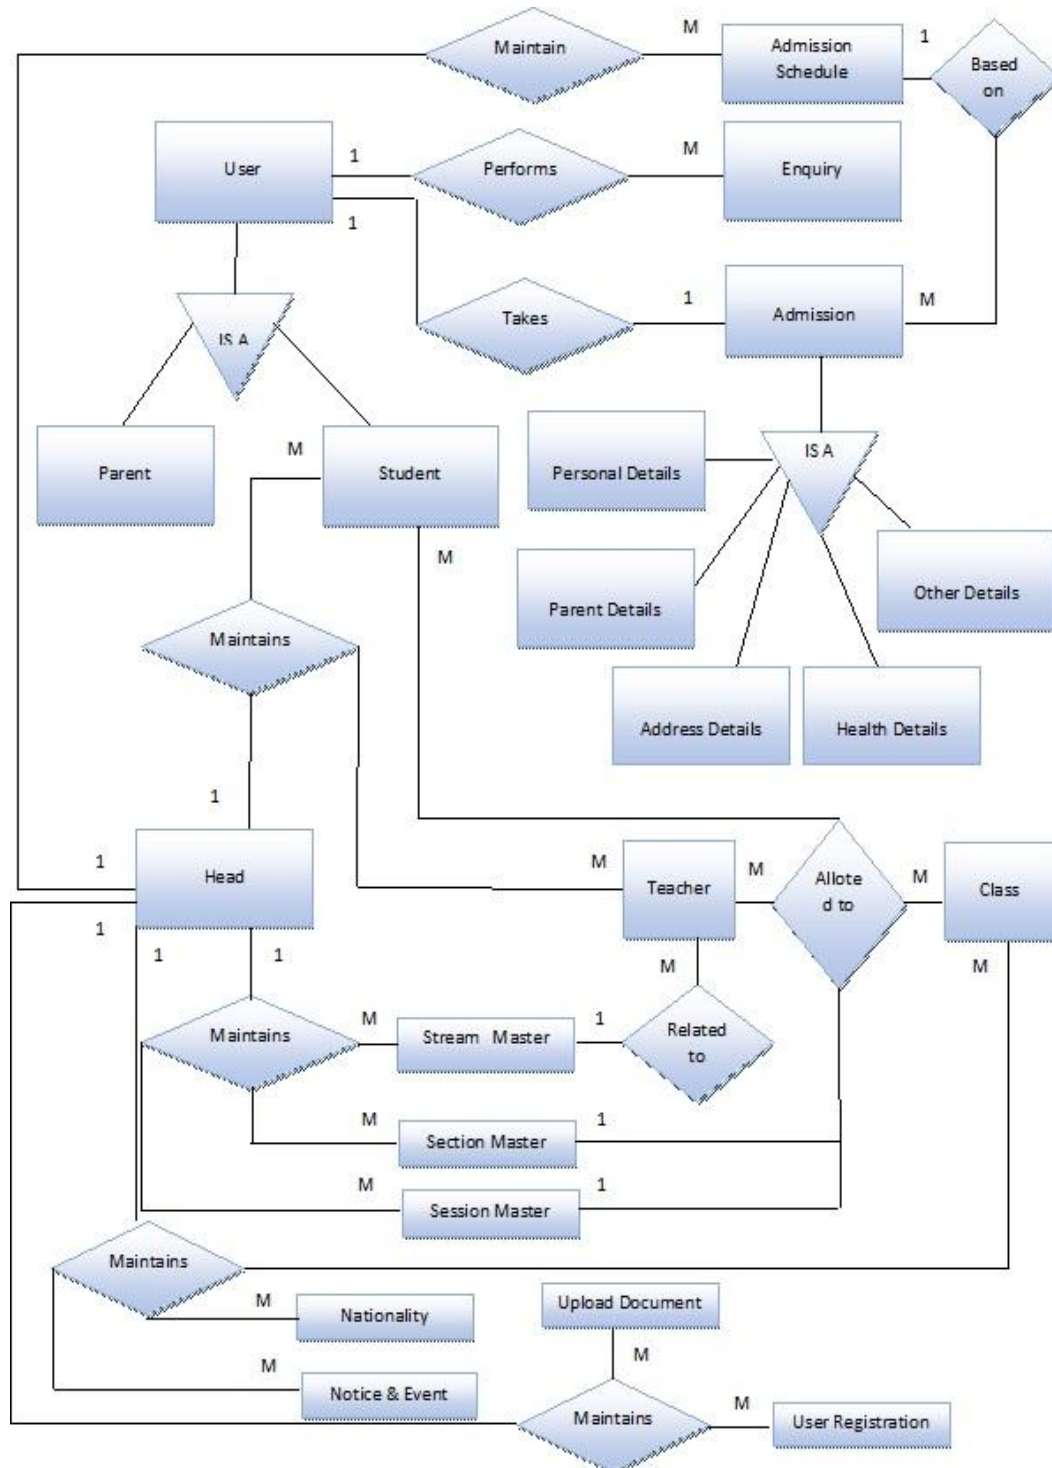 M
Maintain
Admission
Schedule
1
Based
on
User
1
Performs
M
Enquiry
1
Takes
1
Admission
M
IS A
Parent
M
Student
Personal Details
IS A
M
Parent Details
Other Details
Maintains
Address Details
Health Details
1
1
Head
M
Teacher
M
Allote
d to
M
Class
1
1
1
M
M
Maintains
M
Stream Master
1
Related
to
M
Section Master
1
M
Session Master
1
Maintains
M
Nationality
Upload Document
M
M
Notice & Event
Maintains
M
User Registration